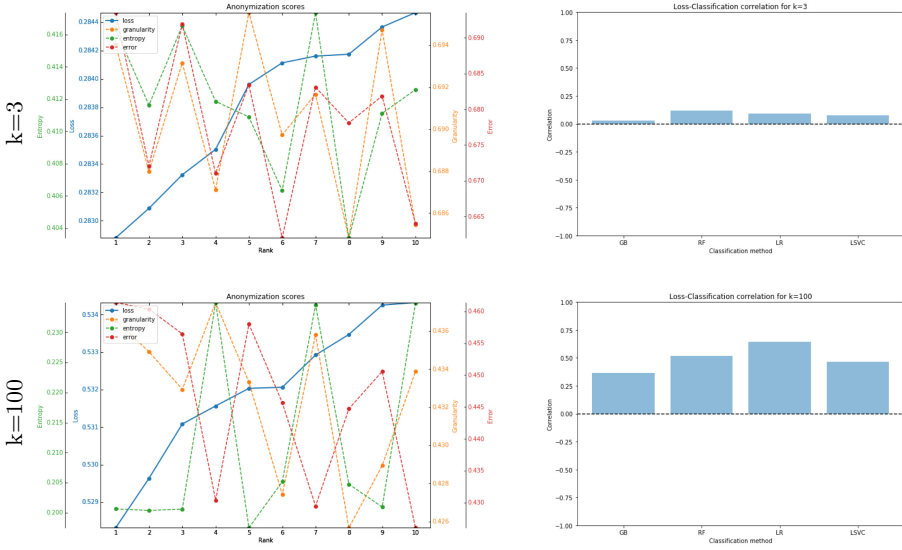 k=3
Anonymization scores
loss
granularity
entropy
error
0.416
0.414
0.412
0.410
0.408
0.406
0.404
Entropy
0.2844
0.2842
0.2840
0.2838
0.2836
0.2834
0.2832
0.2830
Loss
1 2 3 4 5 6 7 8 9 10
Rank
0.694
0.692
0.690
0.688
0.686
Granularity
0.690
0.685
0.680
0.675
0.670
0.665
Error
Loss-Classification correlation for k=3
1.00
0.75
0.50
0.25
0.00
−0.25
−0.50
−0.75
−1.00
Correlation
GB RF LR LSVC
Classification method
k=100
Anonymization scores
loss
granularity
entropy
error
0.230
0.225
0.220
0.215
0.210
0.205
0.200
Entropy
0.534
0.533
0.532
0.531
0.530
0.529
Loss
1 2 3 4 5 6 7 8 9 10
Rank
0.436
0.434
0.432
0.430
0.428
0.426
Granularity
0.460
0.455
0.450
0.445
0.440
0.435
0.430
Error
Loss-Classification correlation for k=100
1.00
0.75
0.50
0.25
0.00
−0.25
−0.50
−0.75
−1.00
Correlation
GB RF LR LSVC
Classification method